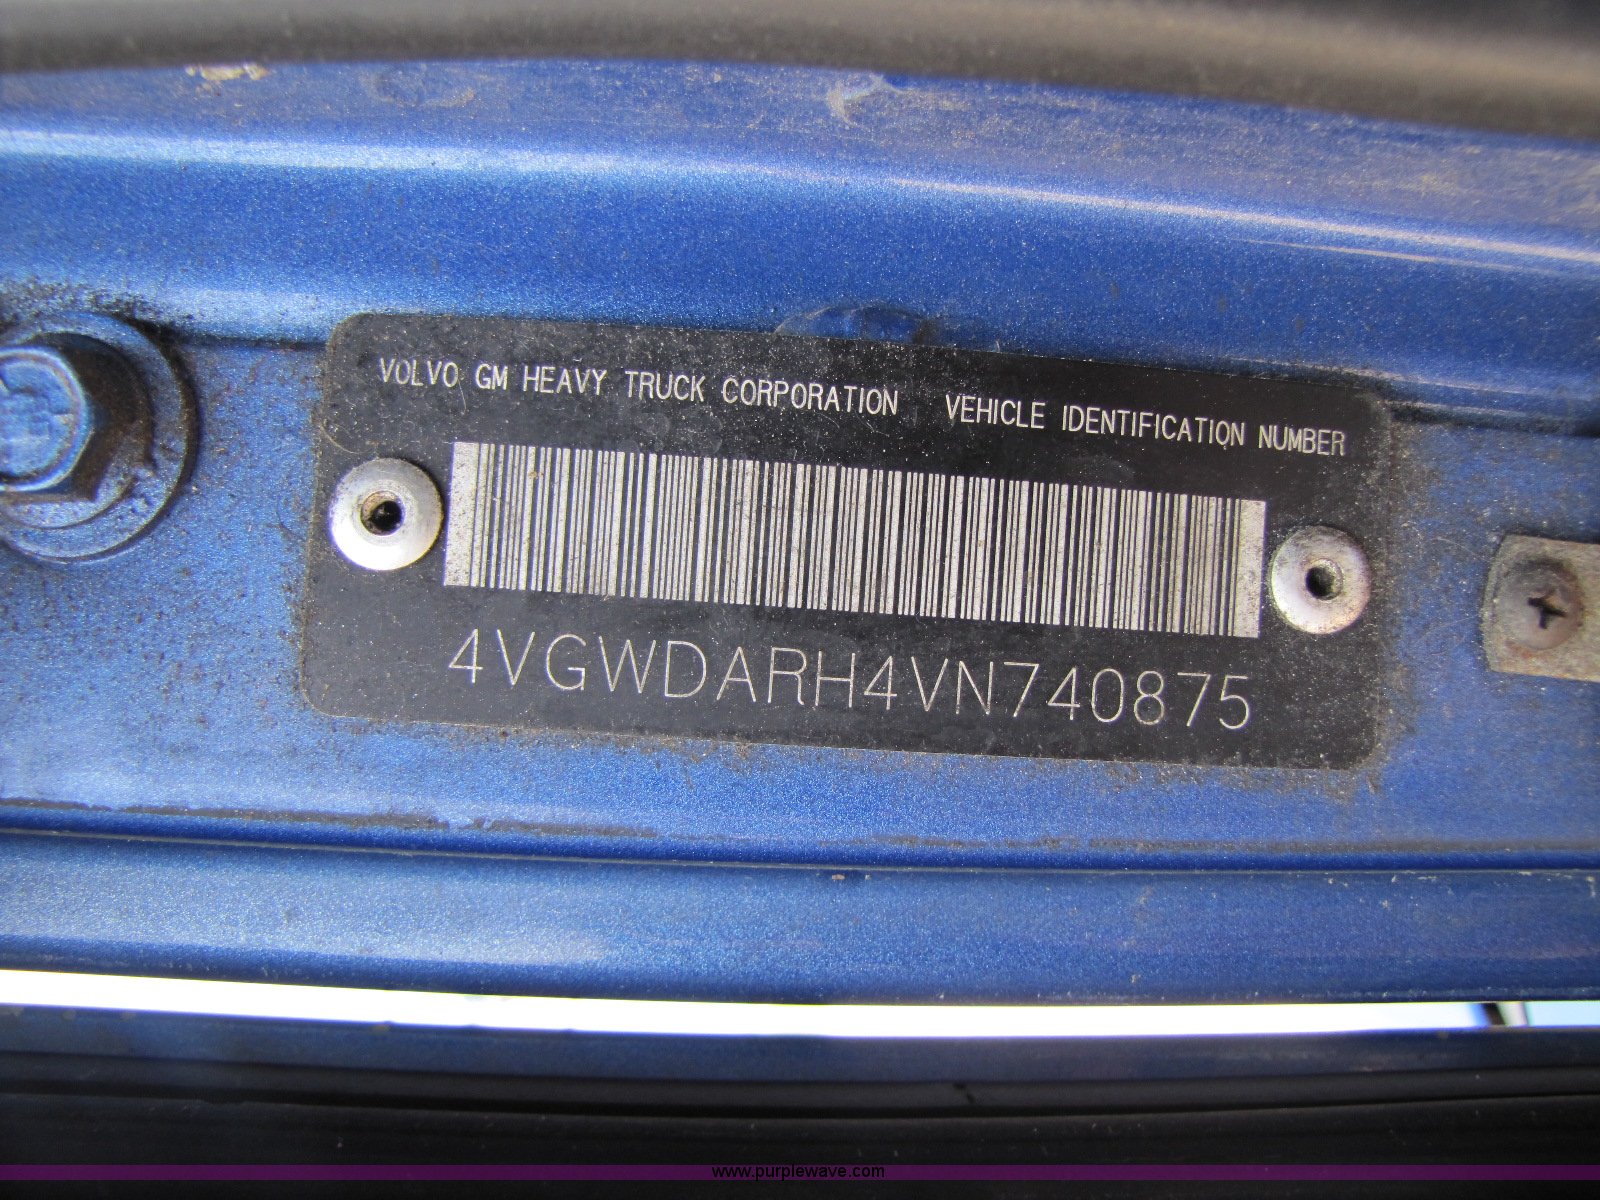 VOLVO GM HEAVY TRUCK CORPORATION VEHICLE IDENTIFICATION NUMBER
4VGWDARH4VN740875
www.purplewave.com